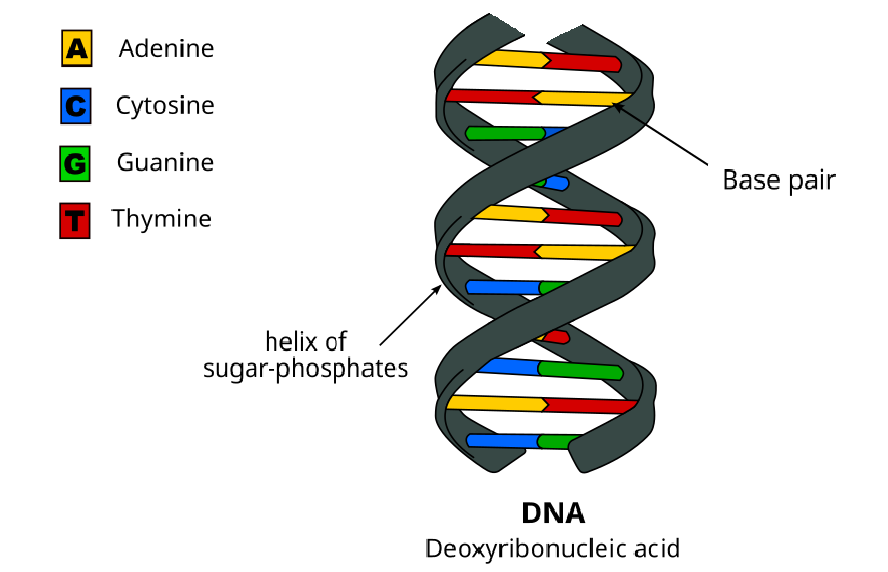 A Adenine
C Cytosine
G Guanine
T Thymine
Base pair
helix of
sugar-phosphates
DNA
Deoxyribonucleic acid